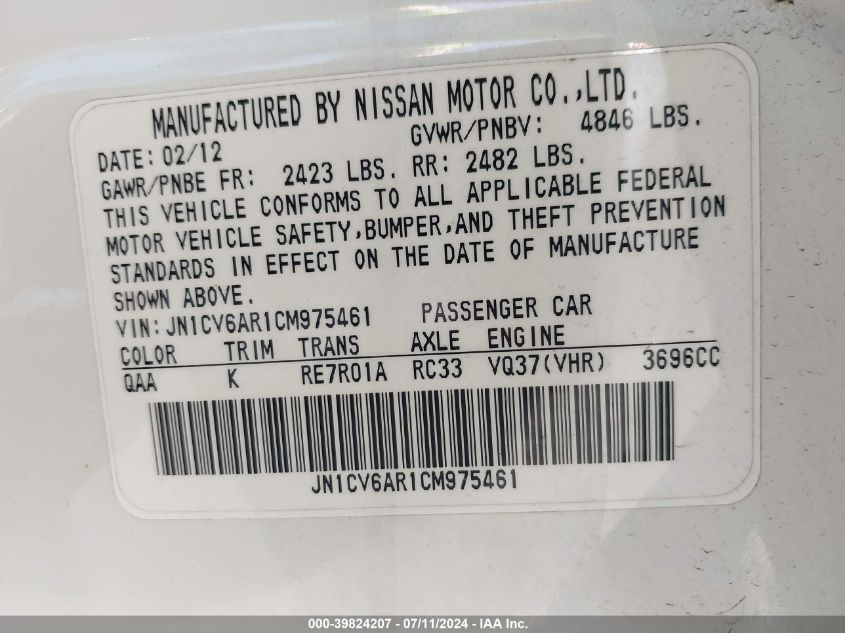 MANUFACTURED BY NISSAN MOTOR CO.,LTD.
DATE: 02/12 GVWR/PNBV: 4846 LBS.
GAWR/PNBE FR: 2423 LBS. RR: 2482 LBS.
THIS VEHICLE CONFORMS TO ALL APPLICABLE FEDERAL
MOTOR VEHICLE SAFETY,BUMPER,AND THEFT PREVENTION
STANDARDS IN EFFECT ON THE DATE OF MANUFACTURE
SHOWN ABOVE.
VIN: JN1CV6AR1CM975461 PASSENGER CAR
COLOR TRIM TRANS AXLE ENGINE
QAA K RE7R01A RC33 VQ37(VHR) 3696CC
JN1CV6AR1CM975461
000-39824207 - 07/11/2024 - IAA Inc.